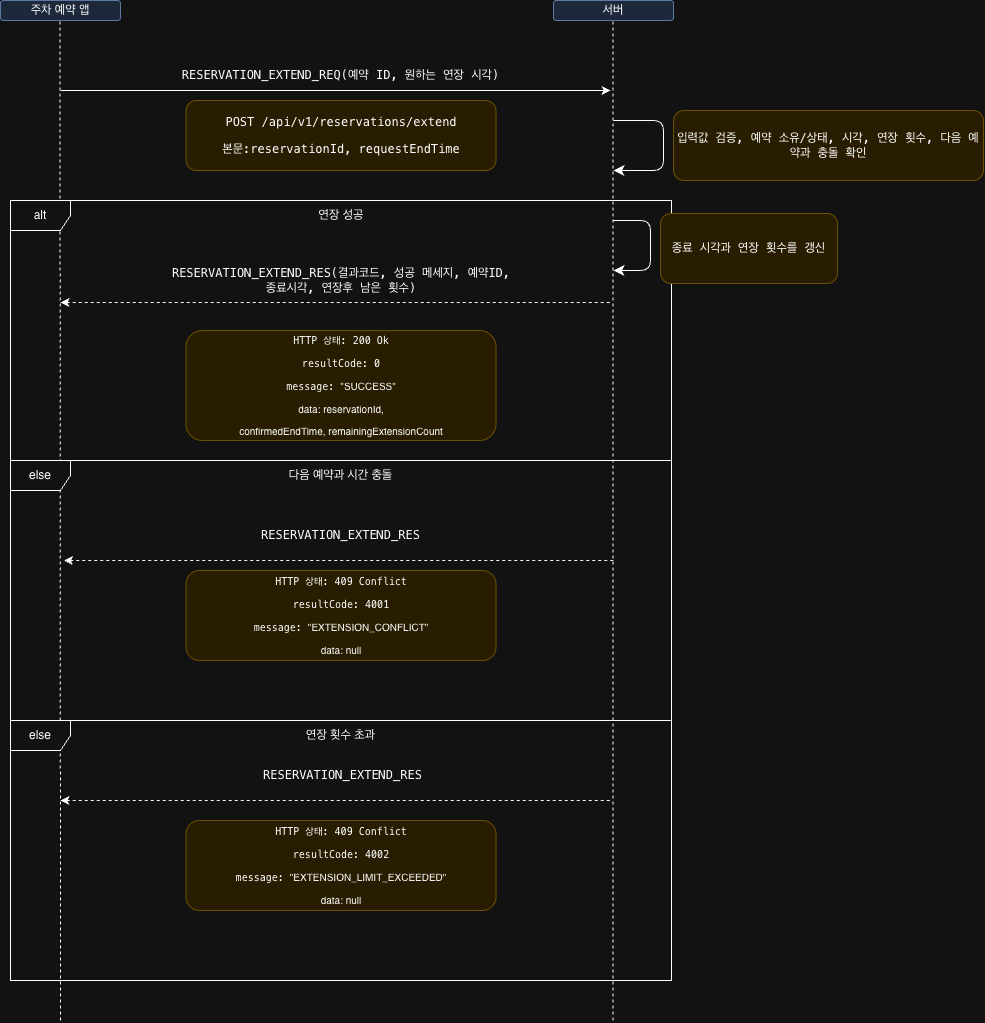 주차 예약 앱
서버
RESERVATION_EXTEND_REQ(예약 ID, 원하는 연장 시각)
POST /api/v1/reservations/extend
본문:reservationId, requestEndTime
입력값 검증, 예약 소유/상태, 시각, 연장 횟수, 다음 예
약과 충돌 확인
alt
연장 성공
종료 시각과 연장 횟수를 갱신
RESERVATION_EXTEND_RES(결과코드, 성공 메세지, 예약ID,
종료시각, 연장후 남은 횟수)
HTTP 상태: 200 Ok
resultCode: 0
message: "SUCCESS"
data: reservationId,
confirmedEndTime, remainingExtensionCount
else
다음 예약과 시간 충돌
RESERVATION_EXTEND_RES
HTTP 상태: 409 Conflict
resultCode: 4001
message: "EXTENSION_CONFLICT"
data: null
else
연장 횟수 초과
RESERVATION_EXTEND_RES
HTTP 상태: 409 Conflict
resultCode: 4002
message: "EXTENSION_LIMIT_EXCEEDED"
data: null